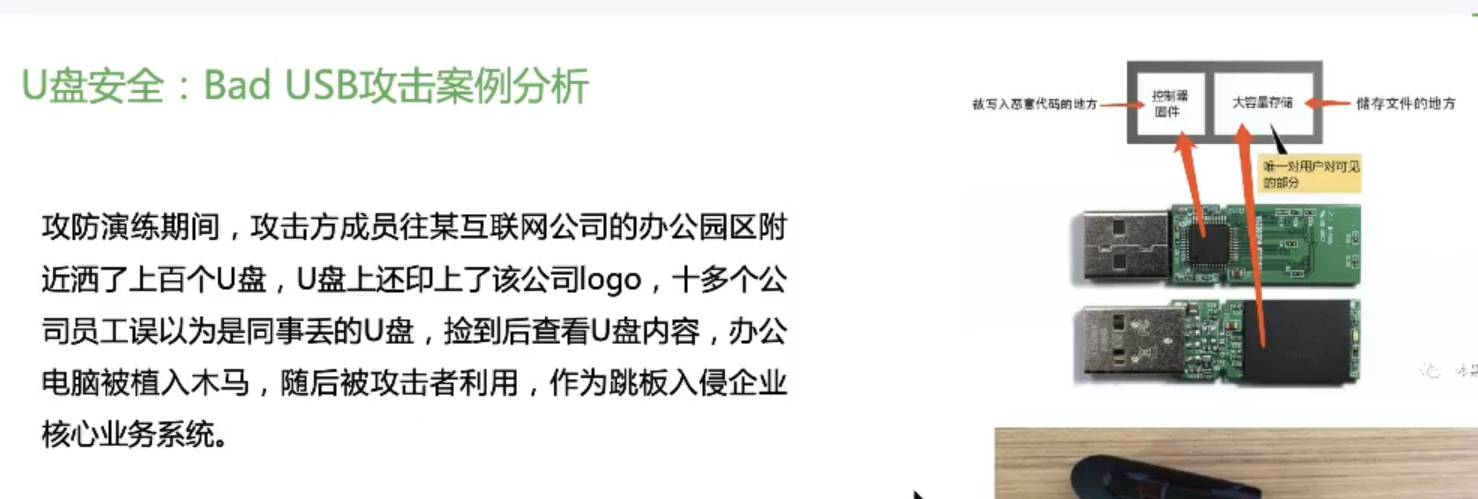 U盘安全：Bad USB攻击案例分析
攻防演练期间，攻击方成员往某互联网公司的办公园区附
近洒了上百个U盘，U盘上还印上了该公司logo，十多个公
司员工误以为是同事丢的U盘，捡到后查看U盘内容，办公
电脑被植入木马，随后被攻击者利用，作为跳板入侵企业
核心业务系统。
被写入恶意代码的地方
控制器
固件
大容量存储
储存文件的地方
唯一对用户对可见
的部分